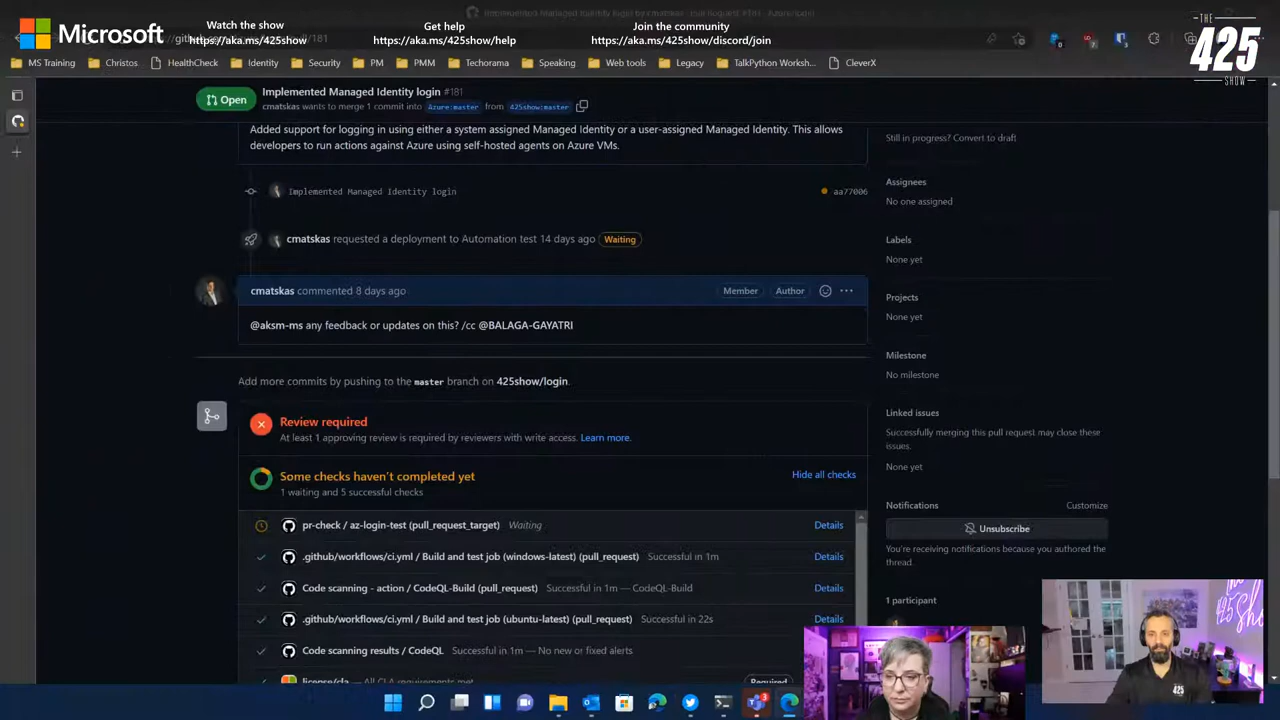 Microsoft
Watch the show
https://aka.ms/425show
Get help
https://aka.ms/425show/help
Join the community
https://aka.ms/425show/discord/join
THE
425
SHOW
MS Training
Christos
HealthCheck
Identity
Security
PM
PMM
Techorama
Speaking
Web tools
Legacy
TalkPython Worksh...
CleverX
Open
Implemented Managed Identity login #181
cmatskas wants to merge 1 commit into Azure:master from 425show:master
Added support for logging in using either a system assigned Managed Identity or a user-assigned Managed Identity. This allows
developers to run actions against Azure using self-hosted agents on Azure VMs.
Implemented Managed Identity login
aa77006
cmatskas requested a deployment to Automation test 14 days ago Waiting
cmatskas commented 8 days ago
Member
Author
@aksm-ms any feedback or updates on this? /cc @BALAGA-GAYATRI
Add more commits by pushing to the master branch on 425show/login.
Review required
At least 1 approving review is required by reviewers with write access. Learn more.
Some checks haven't completed yet
1 waiting and 5 successful checks
Hide all checks
pr-check / az-login-test (pull_request_target) Waiting
Details
.github/workflows/ci.yml / Build and test job (windows-latest) (pull_request) Successful in 1m
Details
Code scanning - action / CodeQL-Build (pull_request) Successful in 1m — CodeQL-Build
Details
.github/workflows/ci.yml / Build and test job (ubuntu-latest) (pull_request) Successful in 22s
Details
Code scanning results / CodeQL Successful in 1m — No new or fixed alerts
license/cla — All CLA requirements met.
Required
Still in progress? Convert to draft
Assignees
No one assigned
Labels
None yet
Projects
None yet
Milestone
No milestone
Linked issues
Successfully merging this pull request may close these
issues.
None yet
Notifications
Customize
Unsubscribe
You're receiving notifications because you authored the
thread.
1 participant
425